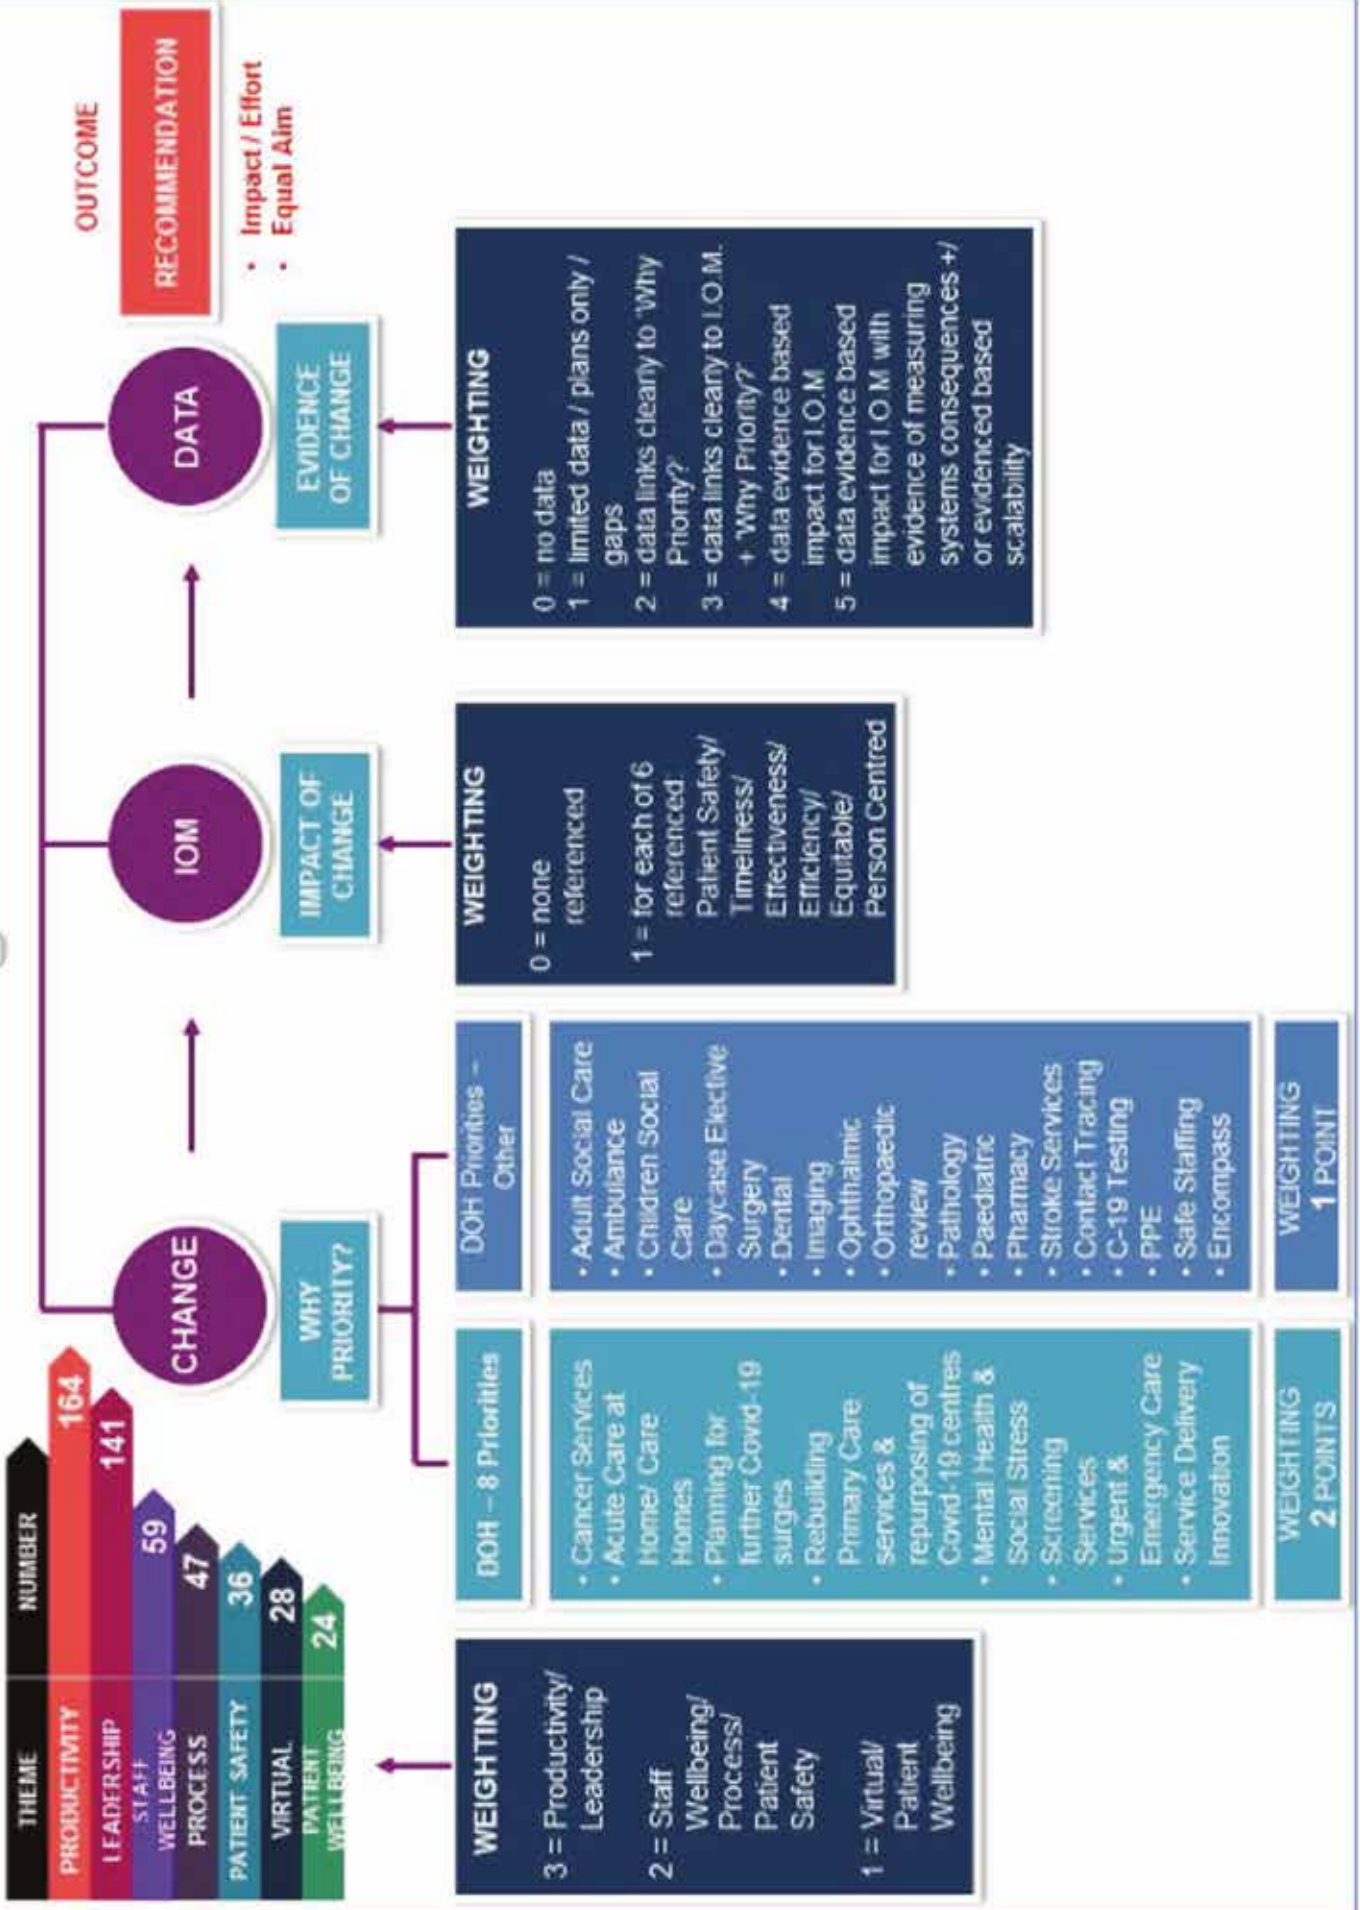 THEME NUMBER
PRODUCTIVITY 164
LEADERSHIP 141
STAFF
WELLBEING 59
PROCESS 47
PATIENT SAFETY 36
VIRTUAL 28
PATIENT
WELLBEING 24
WEIGHTING
3 = Productivity/
Leadership
2 = Staff
Wellbeing/
Process/
Patient
Safety
1 = Virtual/
Patient
Wellbeing
CHANGE
WHY
PRIORITY?
DOH – 8 Priorities
• Cancer Services
• Acute Care at
Home/ Care
Homes
• Planning for
further Covid-19
surges
• Rebuilding
Primary Care
services &
repurposing of
Covid-19 centres
• Mental Health &
Social Stress
• Screening
Services
• Urgent &
Emergency Care
• Service Delivery
Innovation
WEIGHTING
2 POINTS
DOH Priorities –
Other
• Adult Social Care
• Ambulance
• Children Social
Care
• Daycase Elective
Surgery
• Dental
• Imaging
• Ophthalmic
• Orthopaedic
review
• Pathology
• Paediatric
• Pharmacy
• Stroke Services
• Contact Tracing
• C-19 Testing
• PPE
• Safe Staffing
• Encompass
WEIGHTING
1 POINT
IOM
IMPACT OF
CHANGE
WEIGHTING
0 = none
referenced
1 = for each of 6
referenced
Patient Safety/
Timeliness/
Effectiveness/
Efficiency/
Equitable/
Person Centred
DATA
EVIDENCE
OF CHANGE
WEIGHTING
0 = no data
1 = limited data / plans only /
gaps
2 = data links clearly to 'Why
Priority?'
3 = data links clearly to I.O.M.
+ 'Why Priority?'
4 = data evidence based
impact for I.O.M
5 = data evidence based
impact for I.O.M with
evidence of measuring
systems consequences +/
or evidenced based
scalability
OUTCOME
RECOMMENDATION
• Impact / Effort
• Equal Aim